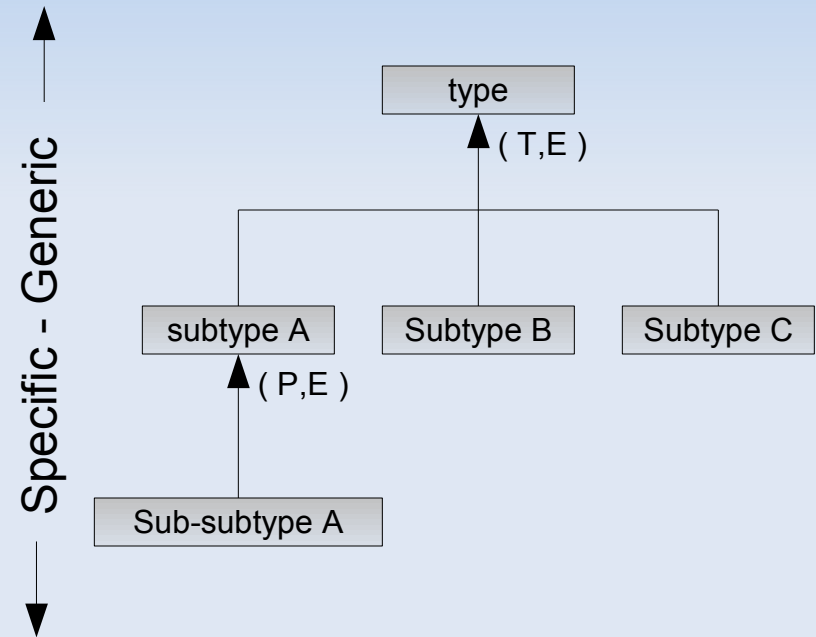 Specific - Generic
type
( T,E )
subtype A
Subtype B
Subtype C
( P,E )
Sub-subtype A